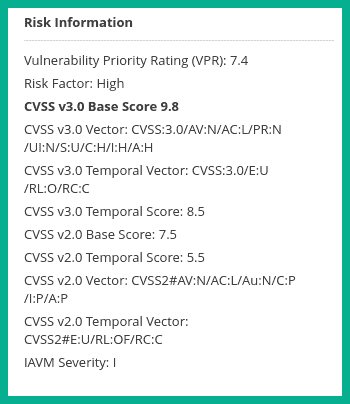 Risk Information
Vulnerability Priority Rating (VPR): 7.4
Risk Factor: High
CVSS v3.0 Base Score 9.8
CVSS v3.0 Vector: CVSS:3.0/AV:N/AC:L/PR:N
/UI:N/S:U/C:H/I:H/A:H
CVSS v3.0 Temporal Vector: CVSS:3.0/E:U
/RL:O/RC:C
CVSS v3.0 Temporal Score: 8.5
CVSS v2.0 Base Score: 7.5
CVSS v2.0 Temporal Score: 5.5
CVSS v2.0 Vector: CVSS2#AV:N/AC:L/Au:N/C:P
/I:P/A:P
CVSS v2.0 Temporal Vector:
CVSS2#E:U/RL:OF/RC:C
IAVM Severity: I